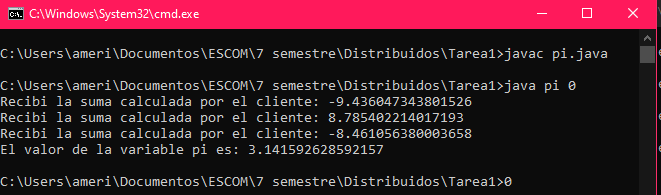 C:\Windows\System32\cmd.exe
C:\Users\ameri\Documentos\ESCOM\7 semestre\Distribuidos\Tarea1>javac pi.java
C:\Users\ameri\Documentos\ESCOM\7 semestre\Distribuidos\Tarea1>java pi 0
Recibi la suma calculada por el cliente: -9.436047343801526
Recibi la suma calculada por el cliente: 8.785402214017193
Recibi la suma calculada por el cliente: -8.461056380003658
El valor de la variable pi es: 3.141592628592157
C:\Users\ameri\Documentos\ESCOM\7 semestre\Distribuidos\Tarea1>0